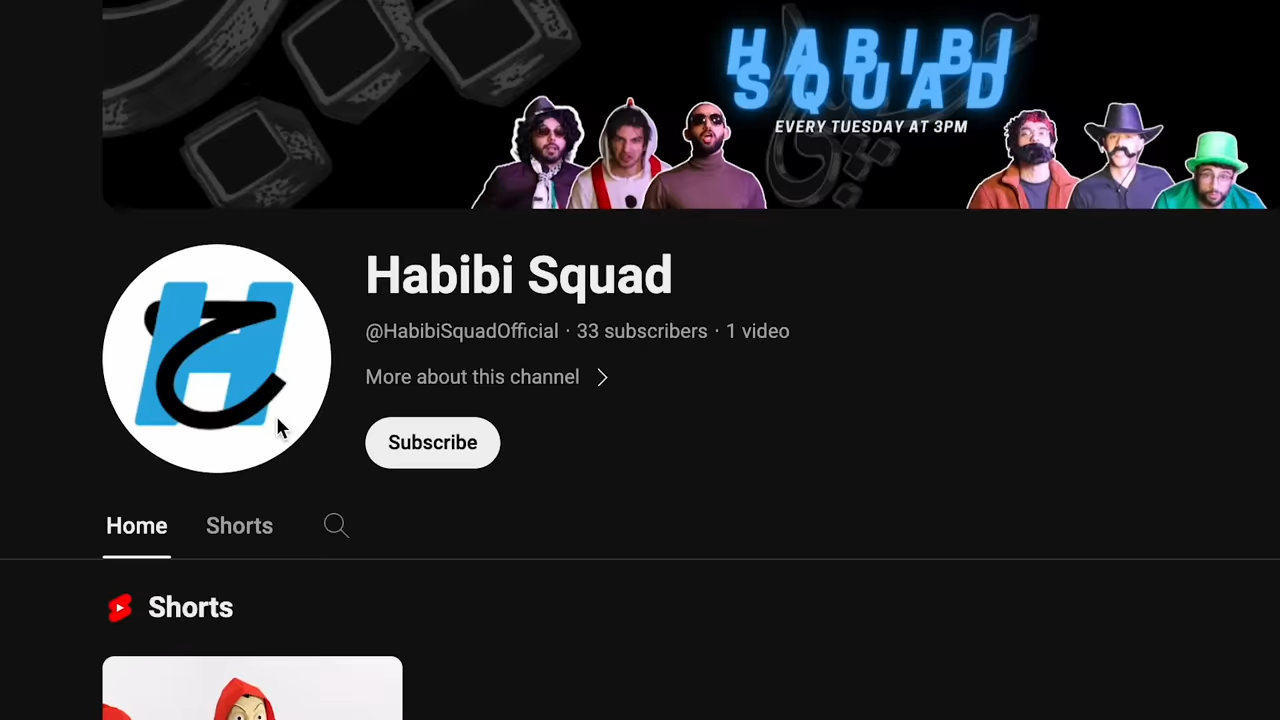 HABIBI
SQUAD
EVERY TUESDAY AT 3PM
H
ح
Habibi Squad
@HabibiSquadOfficial · 33 subscribers · 1 video
More about this channel
Subscribe
Home Shorts
Shorts